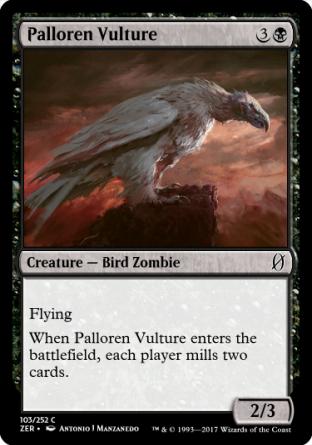 Palloren Vulture 3
Creature — Bird Zombie
Flying
When Palloren Vulture enters the
battlefield, each player mills two
cards.
2/3
103/252 C
ZER • Antonio J Manzanedo ™ & © 1993—2017 Wizards of the Coast